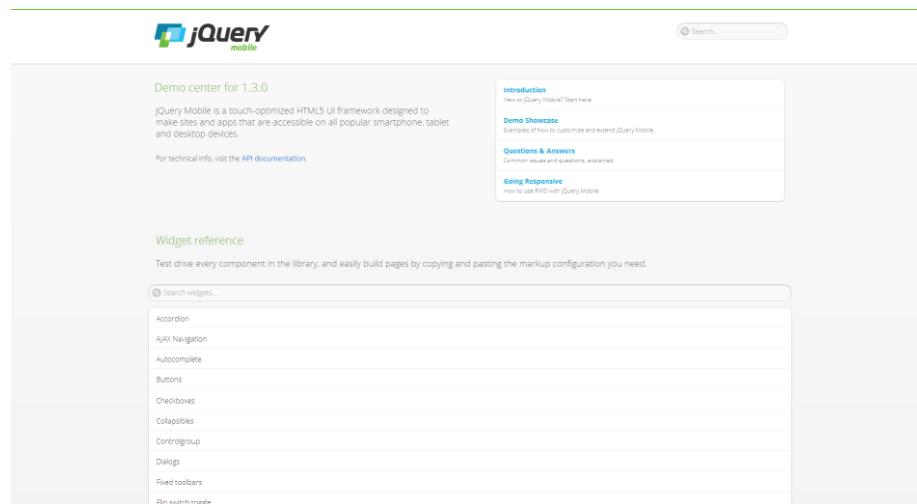 jQuery
mobile
Search...
Demo center for 1.3.0
jQuery Mobile is a touch-optimized HTML5 UI framework designed to
make sites and apps that are accessible on all popular smartphone, tablet
and desktop devices.
For technical info, visit the API documentation.
Introduction
New to jQuery Mobile? Start here.
Demo Showcase
Examples of how to customize and extend jQuery Mobile.
Questions & Answers
Common issues and questions, explained.
Going Responsive
How to use RWD with jQuery Mobile
Widget reference
Test drive every component in the library, and easily build pages by copying and pasting the markup configuration you need.
Search widgets...
Accordion
AJAX Navigation
Autocomplete
Buttons
Checkboxes
Collapsibles
Controlgroup
Dialogs
Fixed toolbars
Flip switch toggle